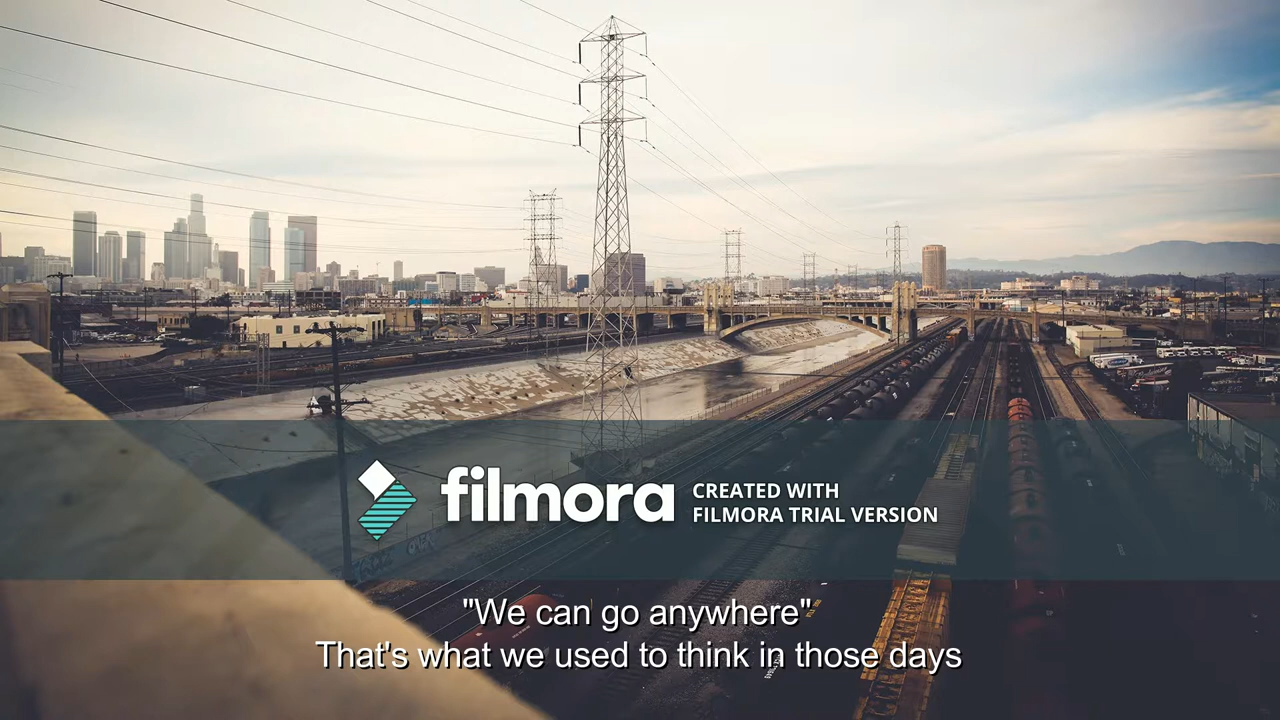 filmora
CREATED WITH
FILMORA TRIAL VERSION
"We can go anywhere"
That's what we used to think in those days